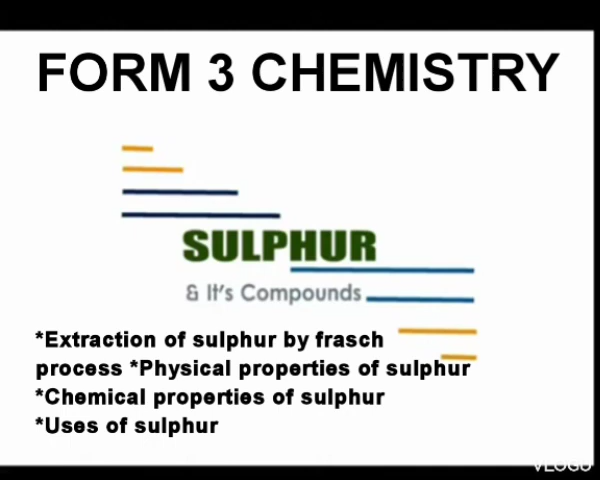 FORM 3 CHEMISTRY
SULPHUR
& It's Compounds
*Extraction of sulphur by frasch
process *Physical properties of sulphur
*Chemical properties of sulphur
*Uses of sulphur